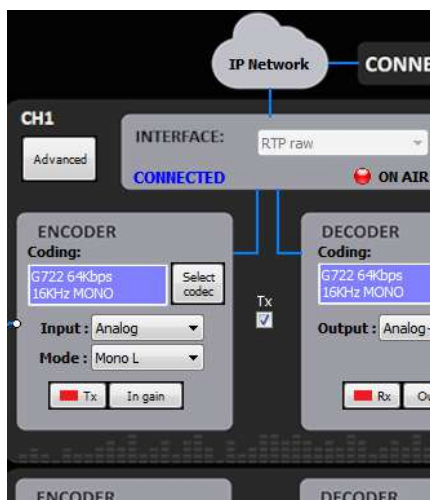 IP Network
CONNE
CH1
Advanced
INTERFACE:
RTP raw
CONNECTED
ON AIR
ENCODER
Coding:
G722 64Kbps
16KHz MONO
Select
codec
Input : Analog
Mode : Mono L
Tx
In gain
Tx
DECODER
Coding:
G722 64Kbps
16KHz MONO
Output : Analog-
Rx
Ou
ENCODER
DECODER